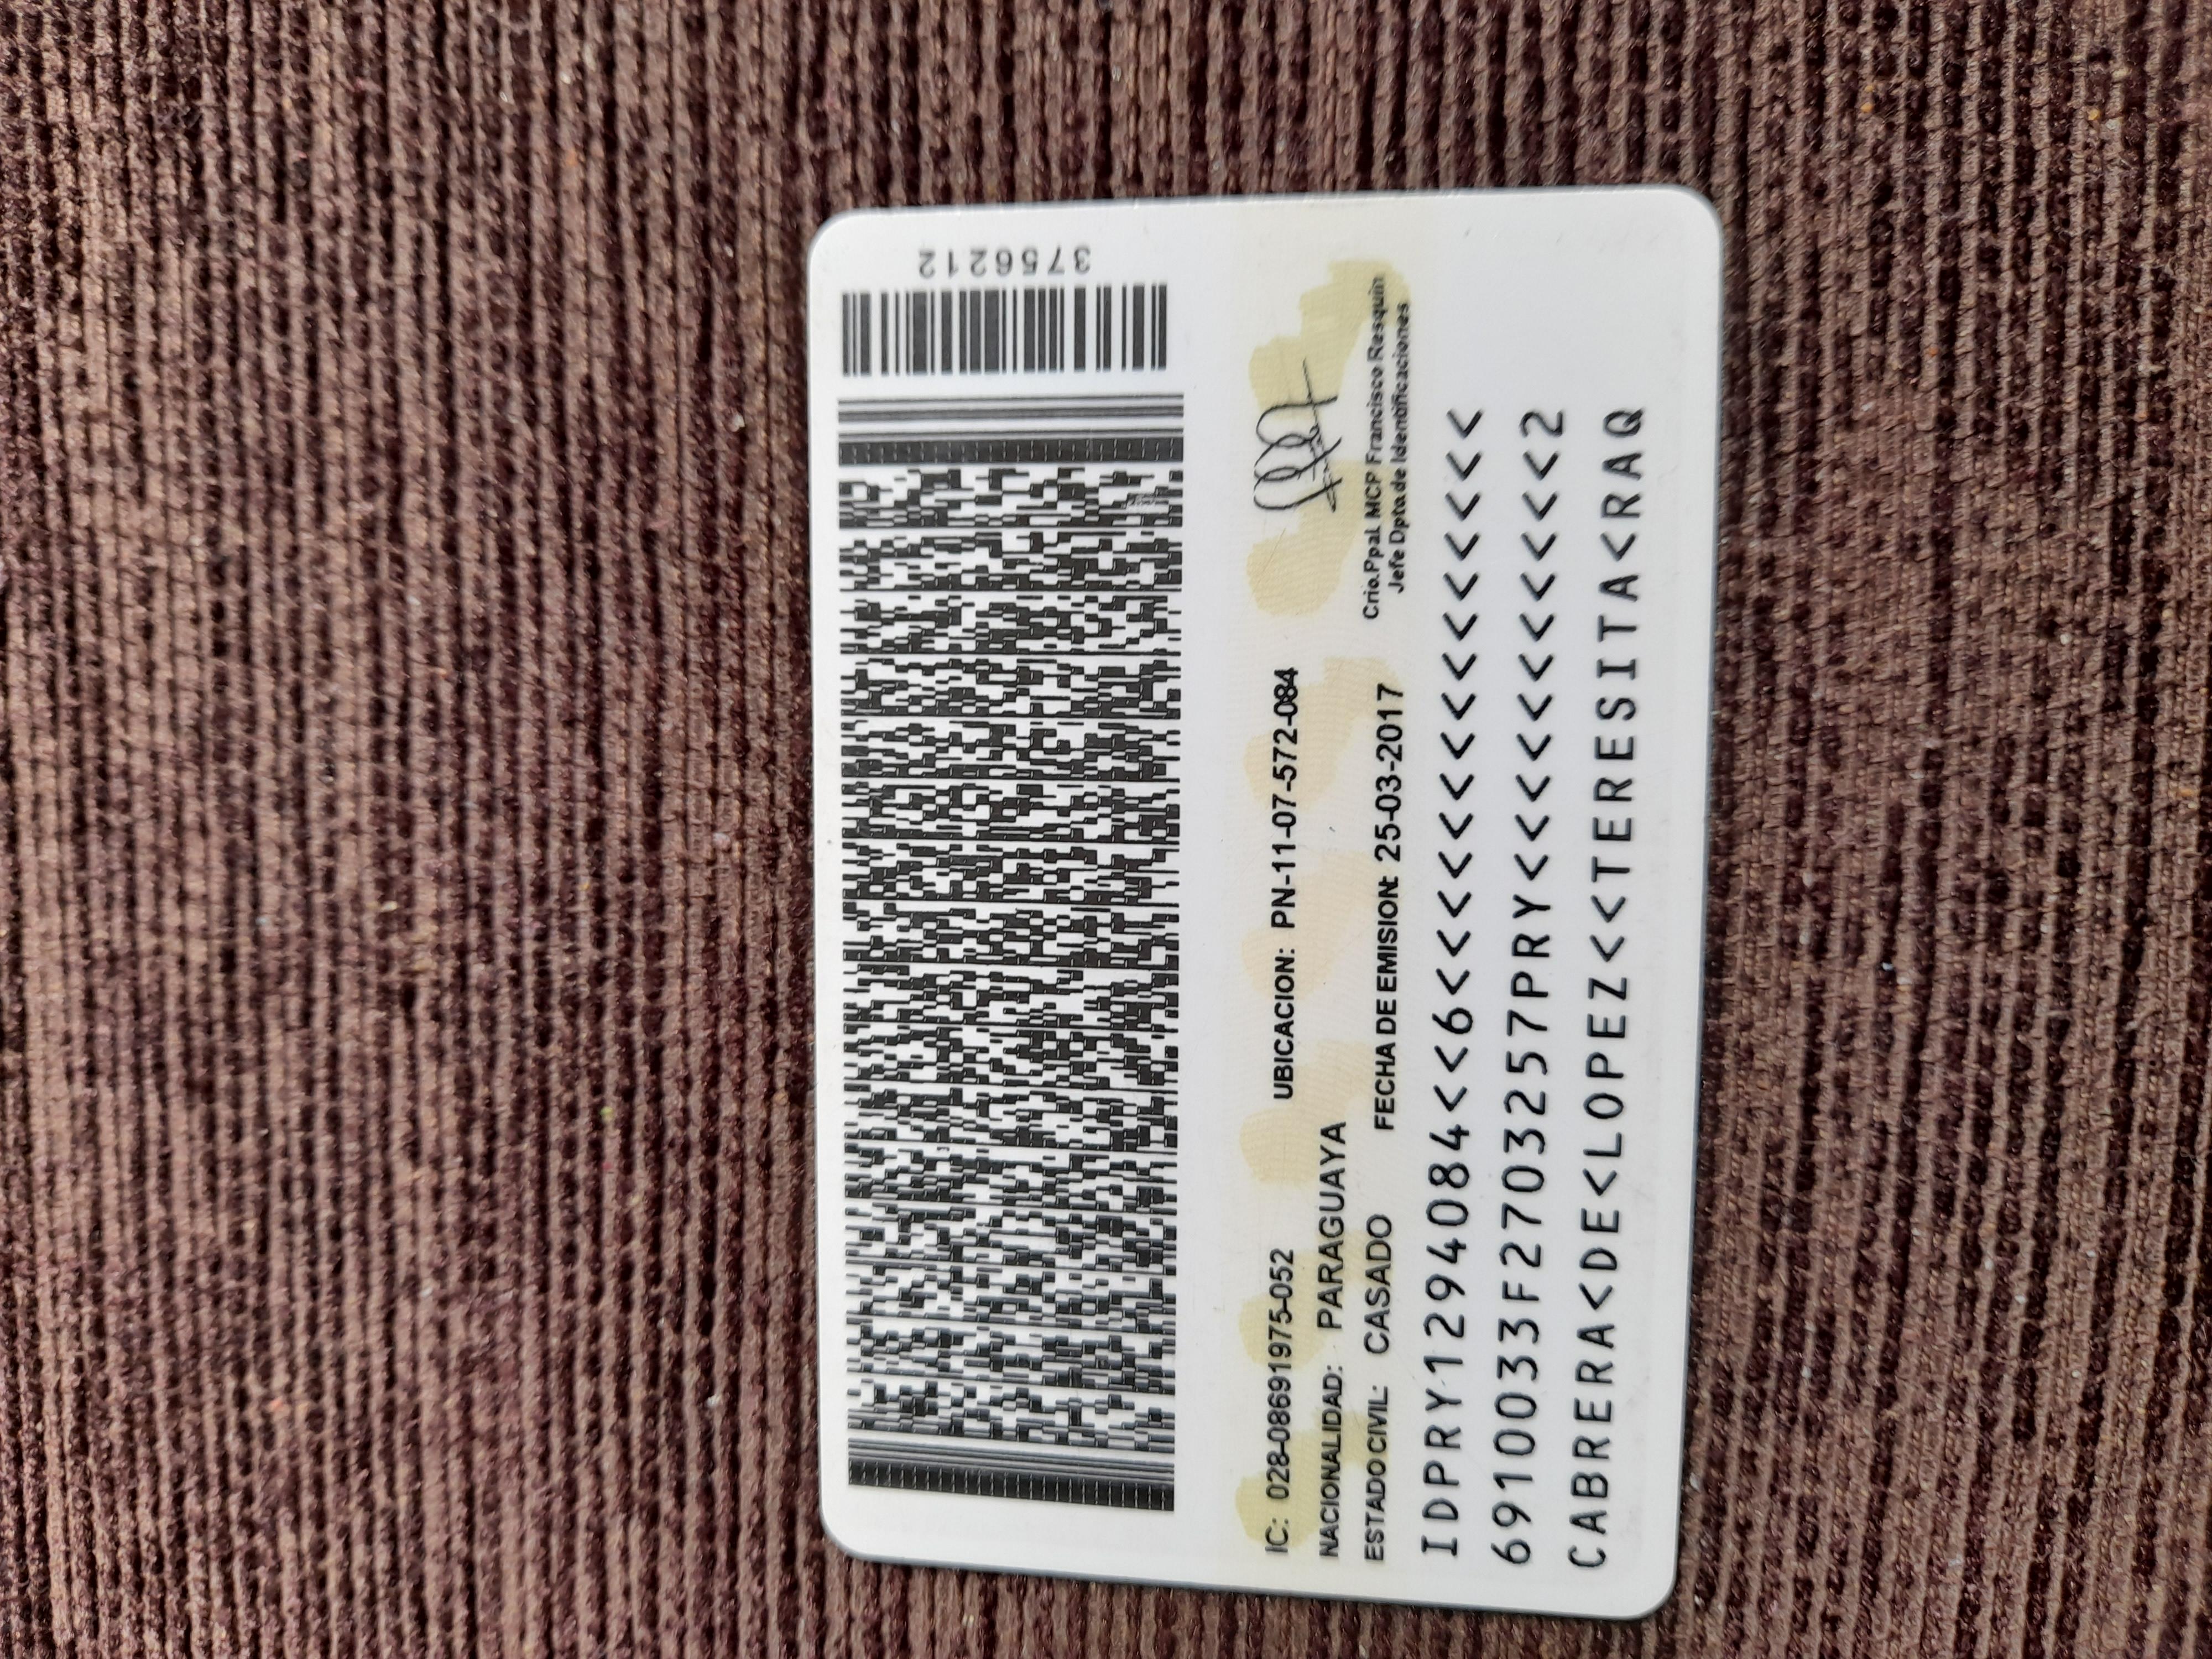 3756212
IC: 028-086919175-052 UBICACION: PN-11-07-572-084
NACIONALIDAD: PARAGUAYA
ESTADO CIVIL: CASADO FECHA DE EMISION: 25-03-2017
Crio.Ppal. MCP Francisco Resquin
Jefe Dpto de Identificaciones
IDPRY1294084<<6<<<<<<<<<<<<<<<
6910033F2703257PRY<<<<<<<<<<<2
CABRERA<DE<LOPEZ<<TERESITA<RAQ